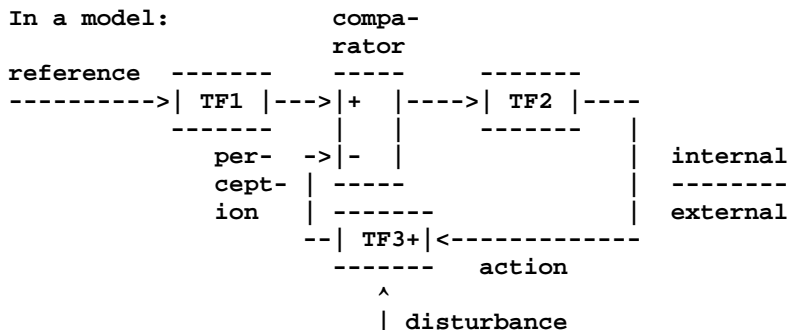 In a model:                compa-
                           rator
reference  -------         -----      -------
---------->| TF1 |--->|+  |---->| TF2 |----
           -------    |   |     -------   |
              per-  ->|-  |               |  internal
              cept- | -----               |  --------
              ion   | -------             |  external
                    --| TF3+|<-------------
                      -------   action
                         ^
                         | disturbance